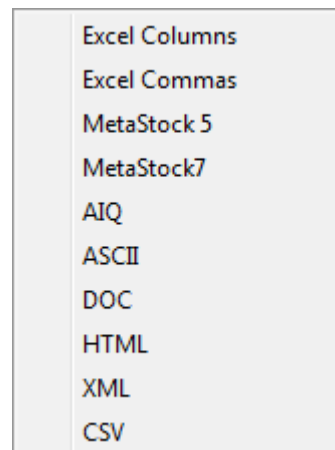 Excel Columns
Excel Commas
MetaStock 5
MetaStock7
AIQ
ASCII
DOC
HTML
XML
CSV